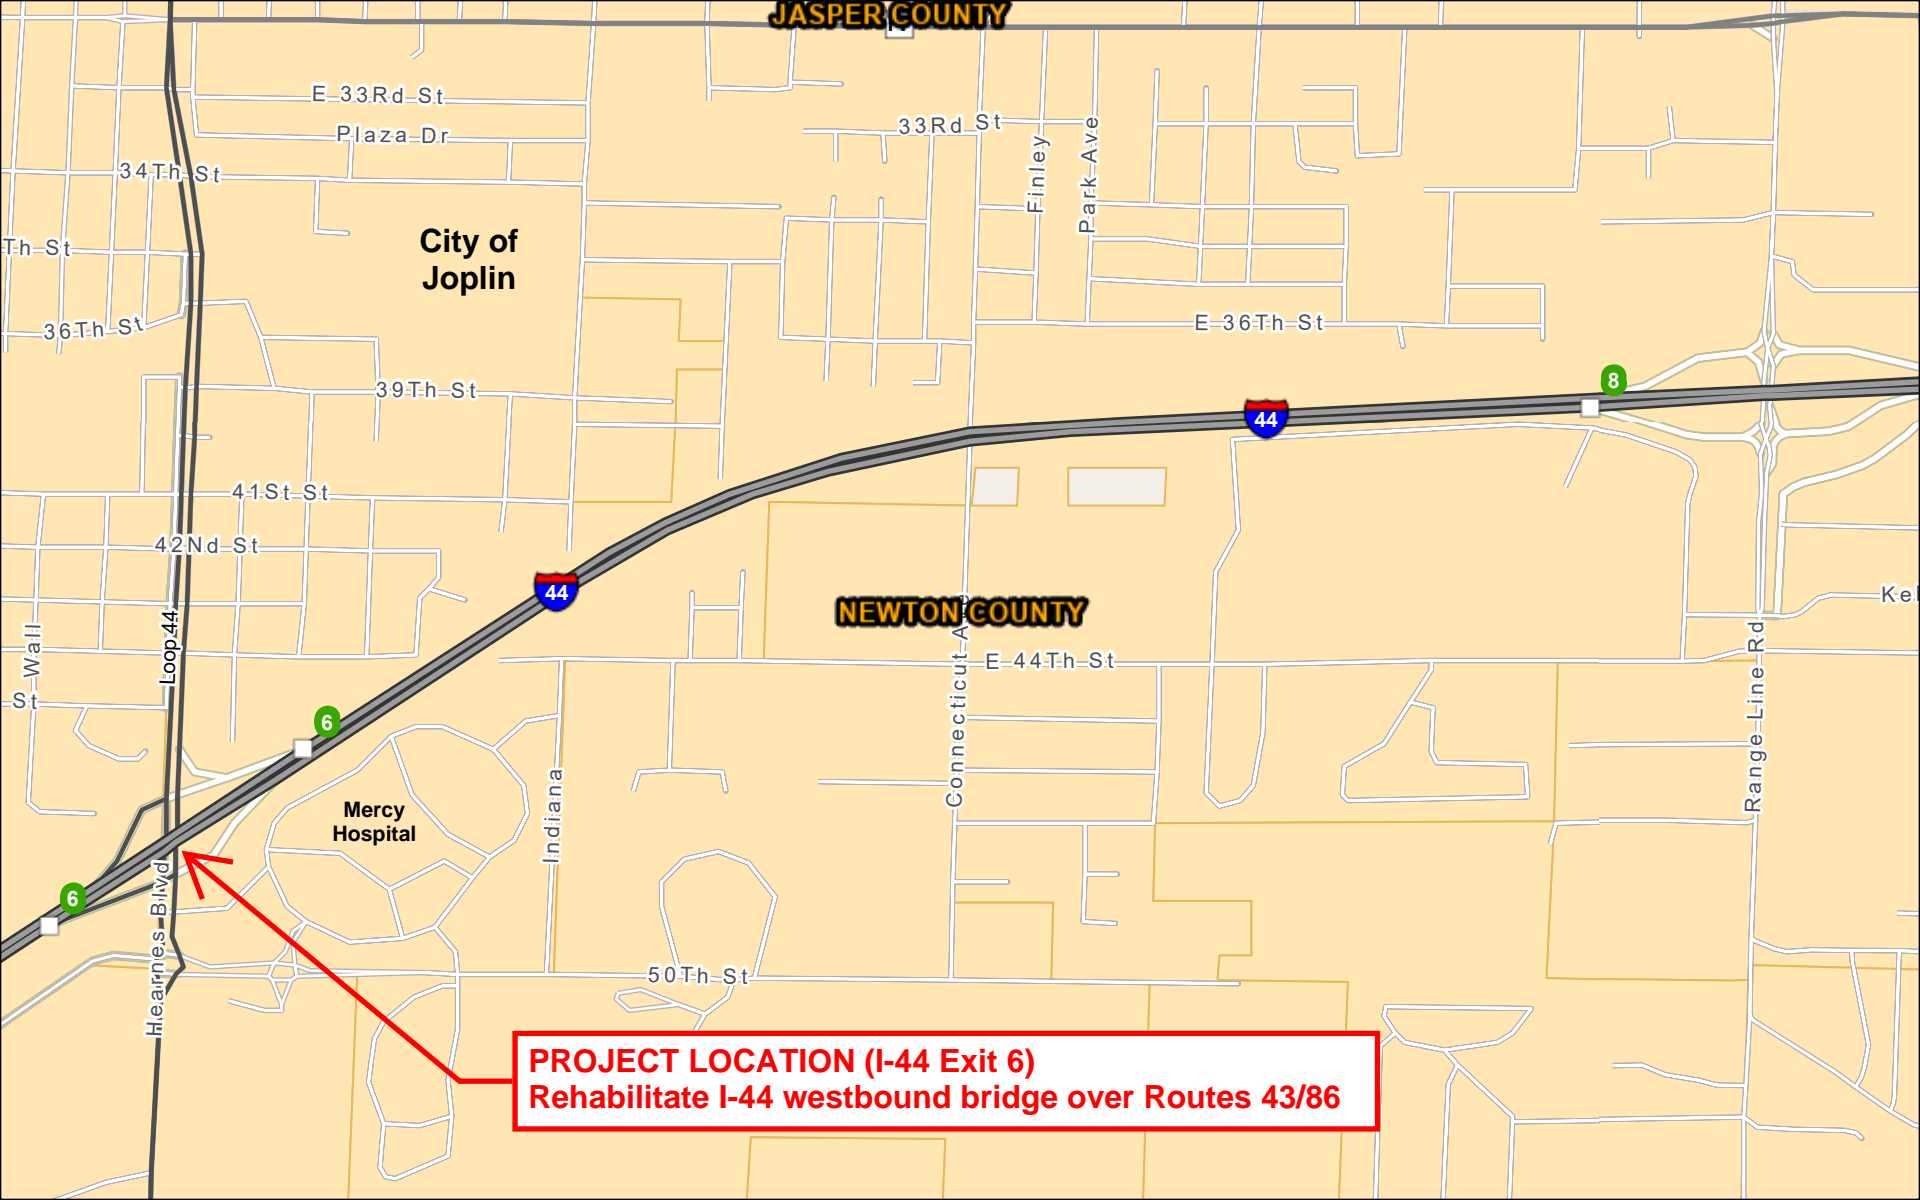 JASPER COUNTY
E 33Rd St
Plaza Dr
33Rd St
34Th St
Finley
Park Ave
City of
Joplin
Th St
36Th St
E 36Th St
39Th St
8
44
41St St
42Nd St
44
Kel
NEWTON COUNTY
Loop 44
Wall
E 44Th St
Range Line Rd
St
6
Connecticut
Indiana
Mercy
Hospital
6
Hearnes Blvd
50Th St
PROJECT LOCATION (I-44 Exit 6)
Rehabilitate I-44 westbound bridge over Routes 43/86